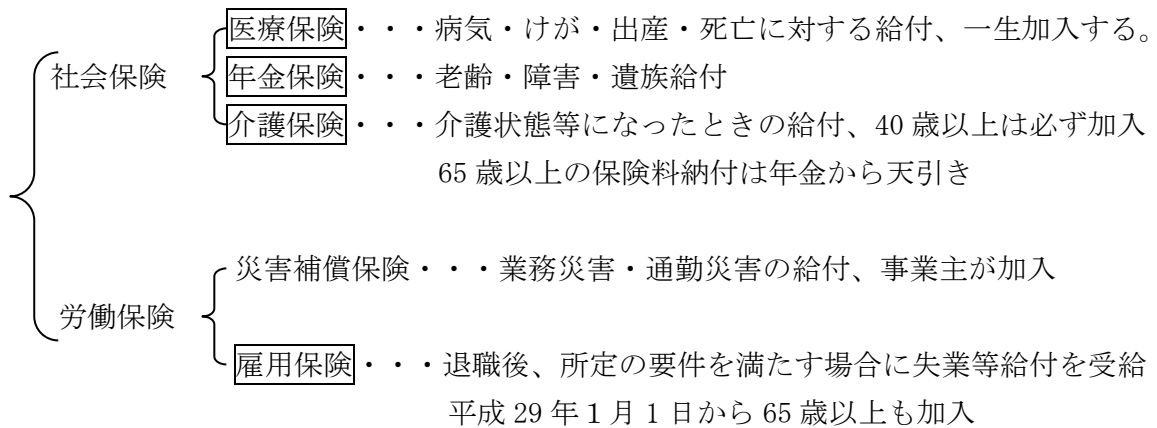 医療保険・・・病気・けが・出産・死亡に対する給付、一生加入する。
社会保険 年金保険・・・老齢・障害・遺族給付
介護保険・・・介護状態等になったときの給付、40 歳以上は必ず加入
65 歳以上の保険料納付は年金から天引き
災害補償保険・・・業務災害・通勤災害の給付、事業主が加入
労働保険
雇用保険・・・退職後、所定の要件を満たす場合に失業等給付を受給
平成 29 年１月 1 日から 65 歳以上も加入